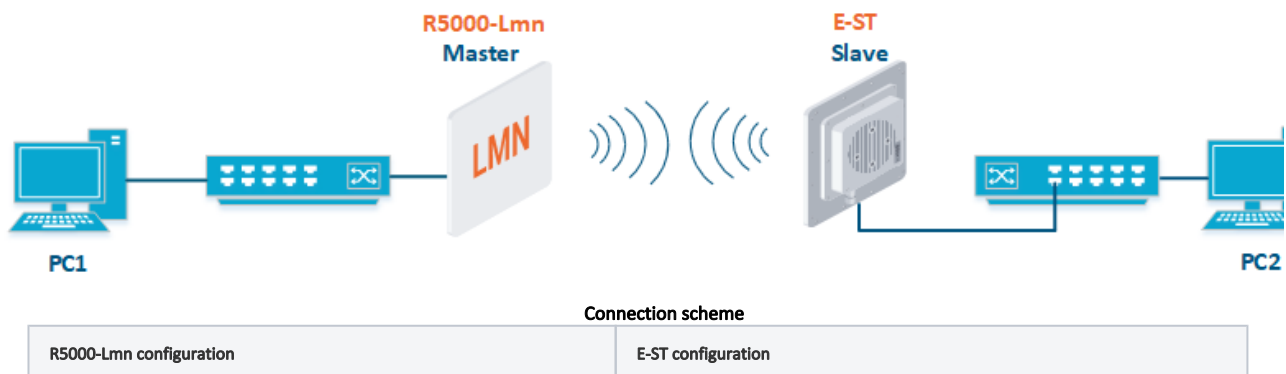 R5000-Lmn
Master
E-ST
Slave
LMN
PC1
PC2
Connection scheme
R5000-Lmn configuration
E-ST configuration